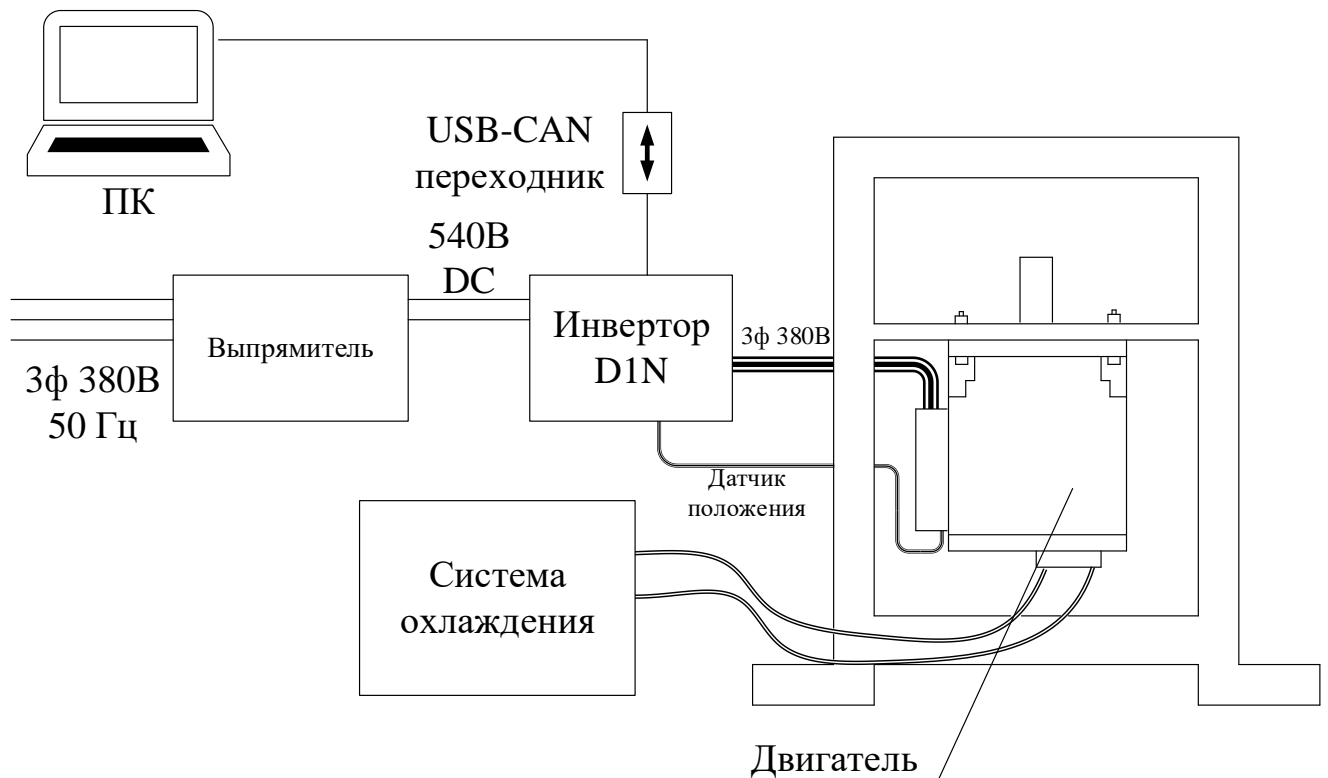 ПК
USB-CAN
переходник
540В
DC
3ф 380В
50 Гц
Выпрямитель
Инвертор
D1N
3ф 380В
Датчик
положения
Система
охлаждения
Двигатель